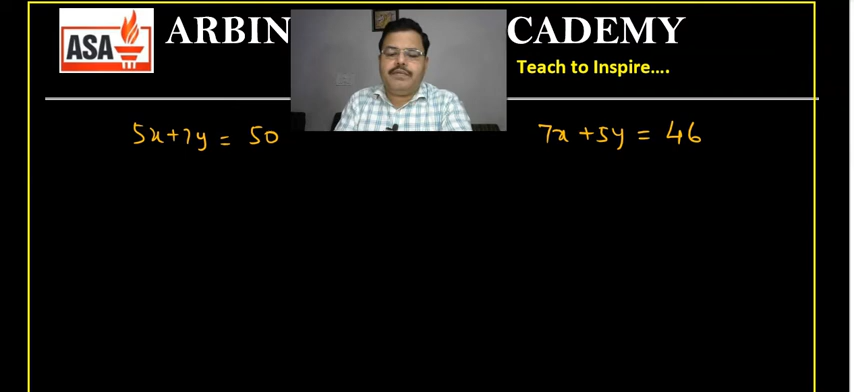 ASA
ARBIN CADEMY
Teach to Inspire....
5x+7y = 50
7x+5y = 46